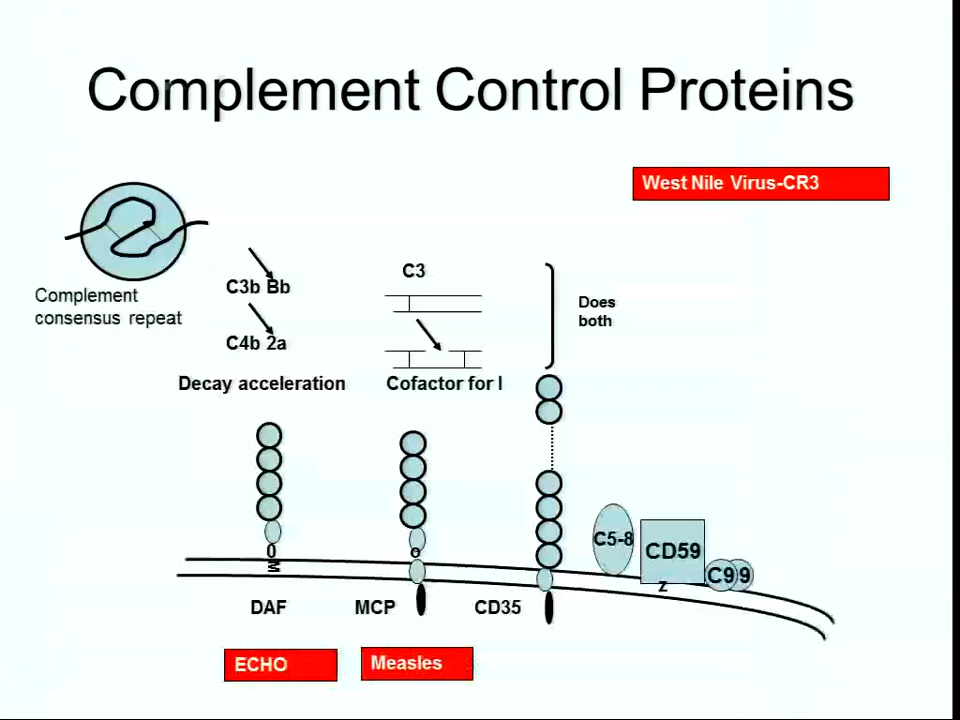 Complement Control Proteins
West Nile Virus-CR3
Complement
consensus repeat
C3b Bb
C4b 2a
Decay acceleration
C3
Cofactor for I
Does
both
0
o
C5-8
CD59
z
C9
9
DAF
MCP
CD35
ECHO
Measles